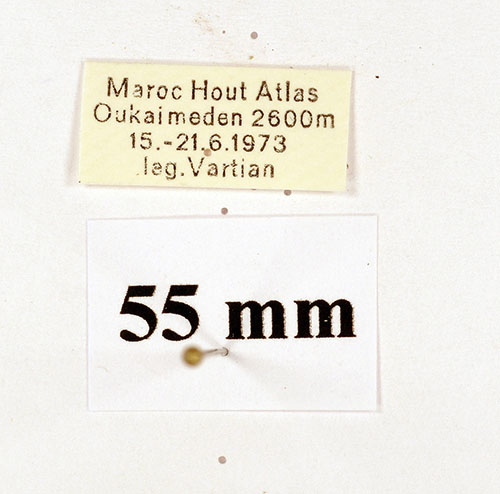 Maroc Hout Atlas
Oukaimeden 2600m
15.-21.6.1973
leg.Vartian
55 mm